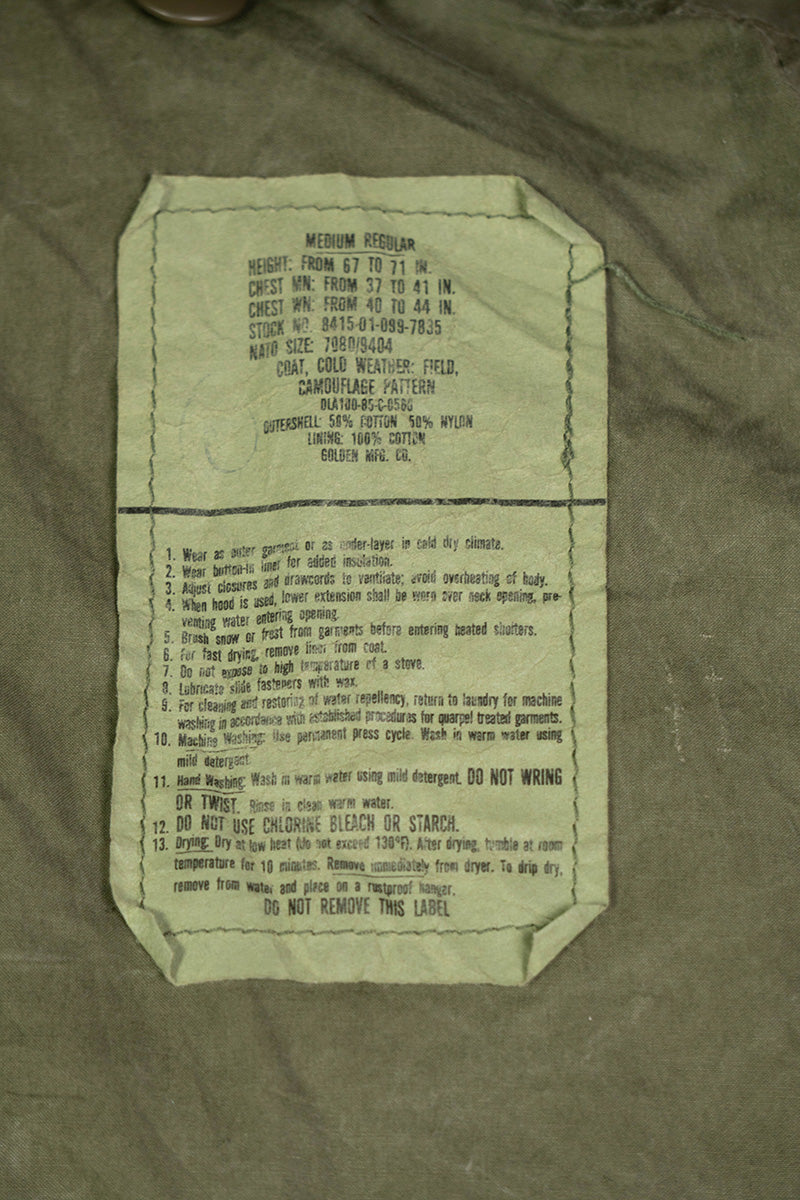 MEDIUM REGULAR
HEIGHT: FROM 67 TO 71 IN.
CHEST MN: FROM 37 TO 41 IN.
CHEST WN: FROM 40 TO 44 IN.
STOCK NO. 8415-01-099-7835
NATO SIZE: 7080/9404
COAT, COLD WEATHER: FIELD,
CAMOUFLAGE PATTERN
OUTERSHELL: 50% COTTON 50% NYLON
LINING: 100% COTTON
GOLDEN MFG. CO.
1. Wear as outer garment or as under-layer in cold dry climate.
2. Wear button-in liner for added insulation.
3. Adjust closures and drawcords to ventilate; avoid overheating of body.
4. When hood is used, lower extension shall be worn over neck opening, pre-
venting water entering opening.
5. Brush snow or frost from garments before entering heated shelters.
6. For fast drying, remove liner from coat.
7. Do not expose to high temperature of a stove.
8. Lubricate slide fasteners with wax.
9. For cleaning and restoring of water repellency, return to laundry for machine
washing in accordance with established procedures for quarpel treated garments.
10. Machine Washing: Use permanent press cycle. Wash in warm water using
mild detergent.
11. Hand Washing: Wash in warm water using mild detergent. DO NOT WRING
OR TWIST. Rinse in clean warm water.
12. DO NOT USE CHLORINE BLEACH OR STARCH.
13. Drying: Dry at low heat (Do not exceed 130°F). After drying, tumble at room
temperature for 10 minutes. Remove immediately from dryer. To drip dry,
remove from water and place on a rustproof hanger.
DO NOT REMOVE THIS LABEL